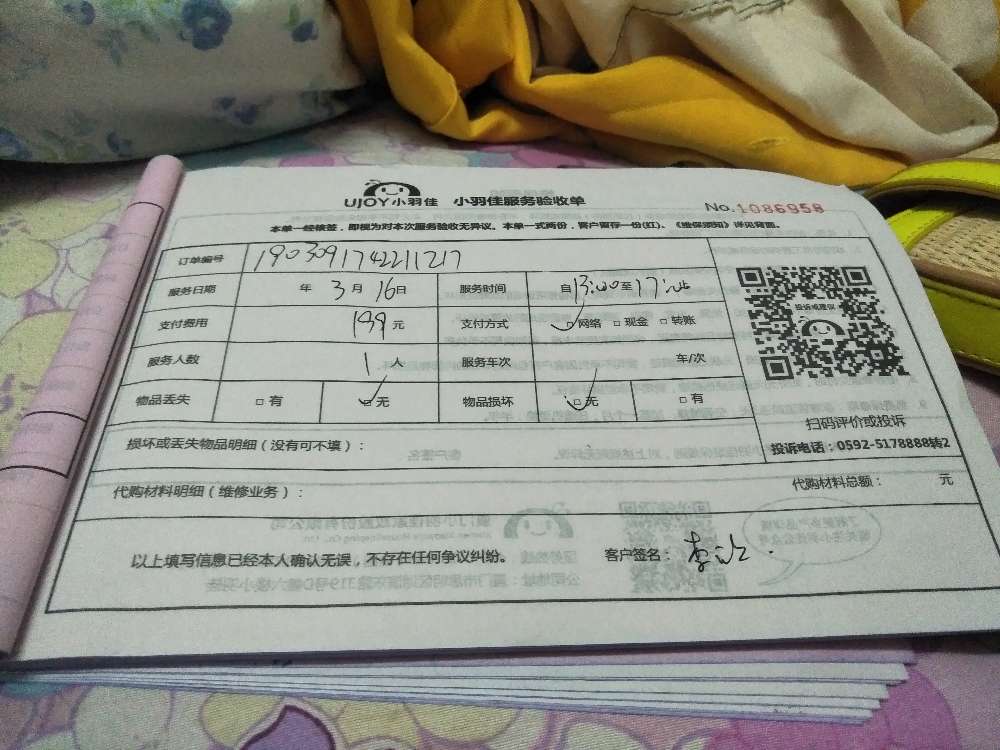 UJOY小羽佳 小羽佳服务验收单
No.1086958
本单一经核签，即视为对本次服务验收无异议。本单一式两份，客户留存一份(红)。《维保须知》详见背面。
订单编号 1903091742211217
服务日期 年 3 月 16 日 服务时间 自 13:00 至 17:
支付费用 199 元 支付方式 □网络 □现金 □转账
服务人数 1 人 服务车次 车/次
物品丢失 □有 □无 物品损坏 □无 □有
投诉或建议
扫码评价或投诉
投诉电话：0592-5178888转2
损坏或丢失物品明细（没有可不填）：
代购材料明细（维修业务）： 代购材料总额： 元
以上填写信息已经本人确认无误，不存在任何争议纠纷。 客户签名：李